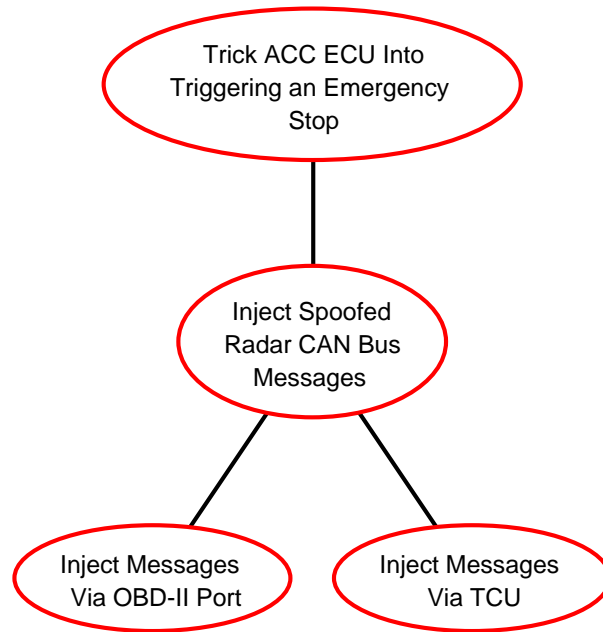 Trick ACC ECU Into
Triggering an Emergency
Stop
Inject Spoofed
Radar CAN Bus
Messages
Inject Messages
Via OBD-II Port
Inject Messages
Via TCU